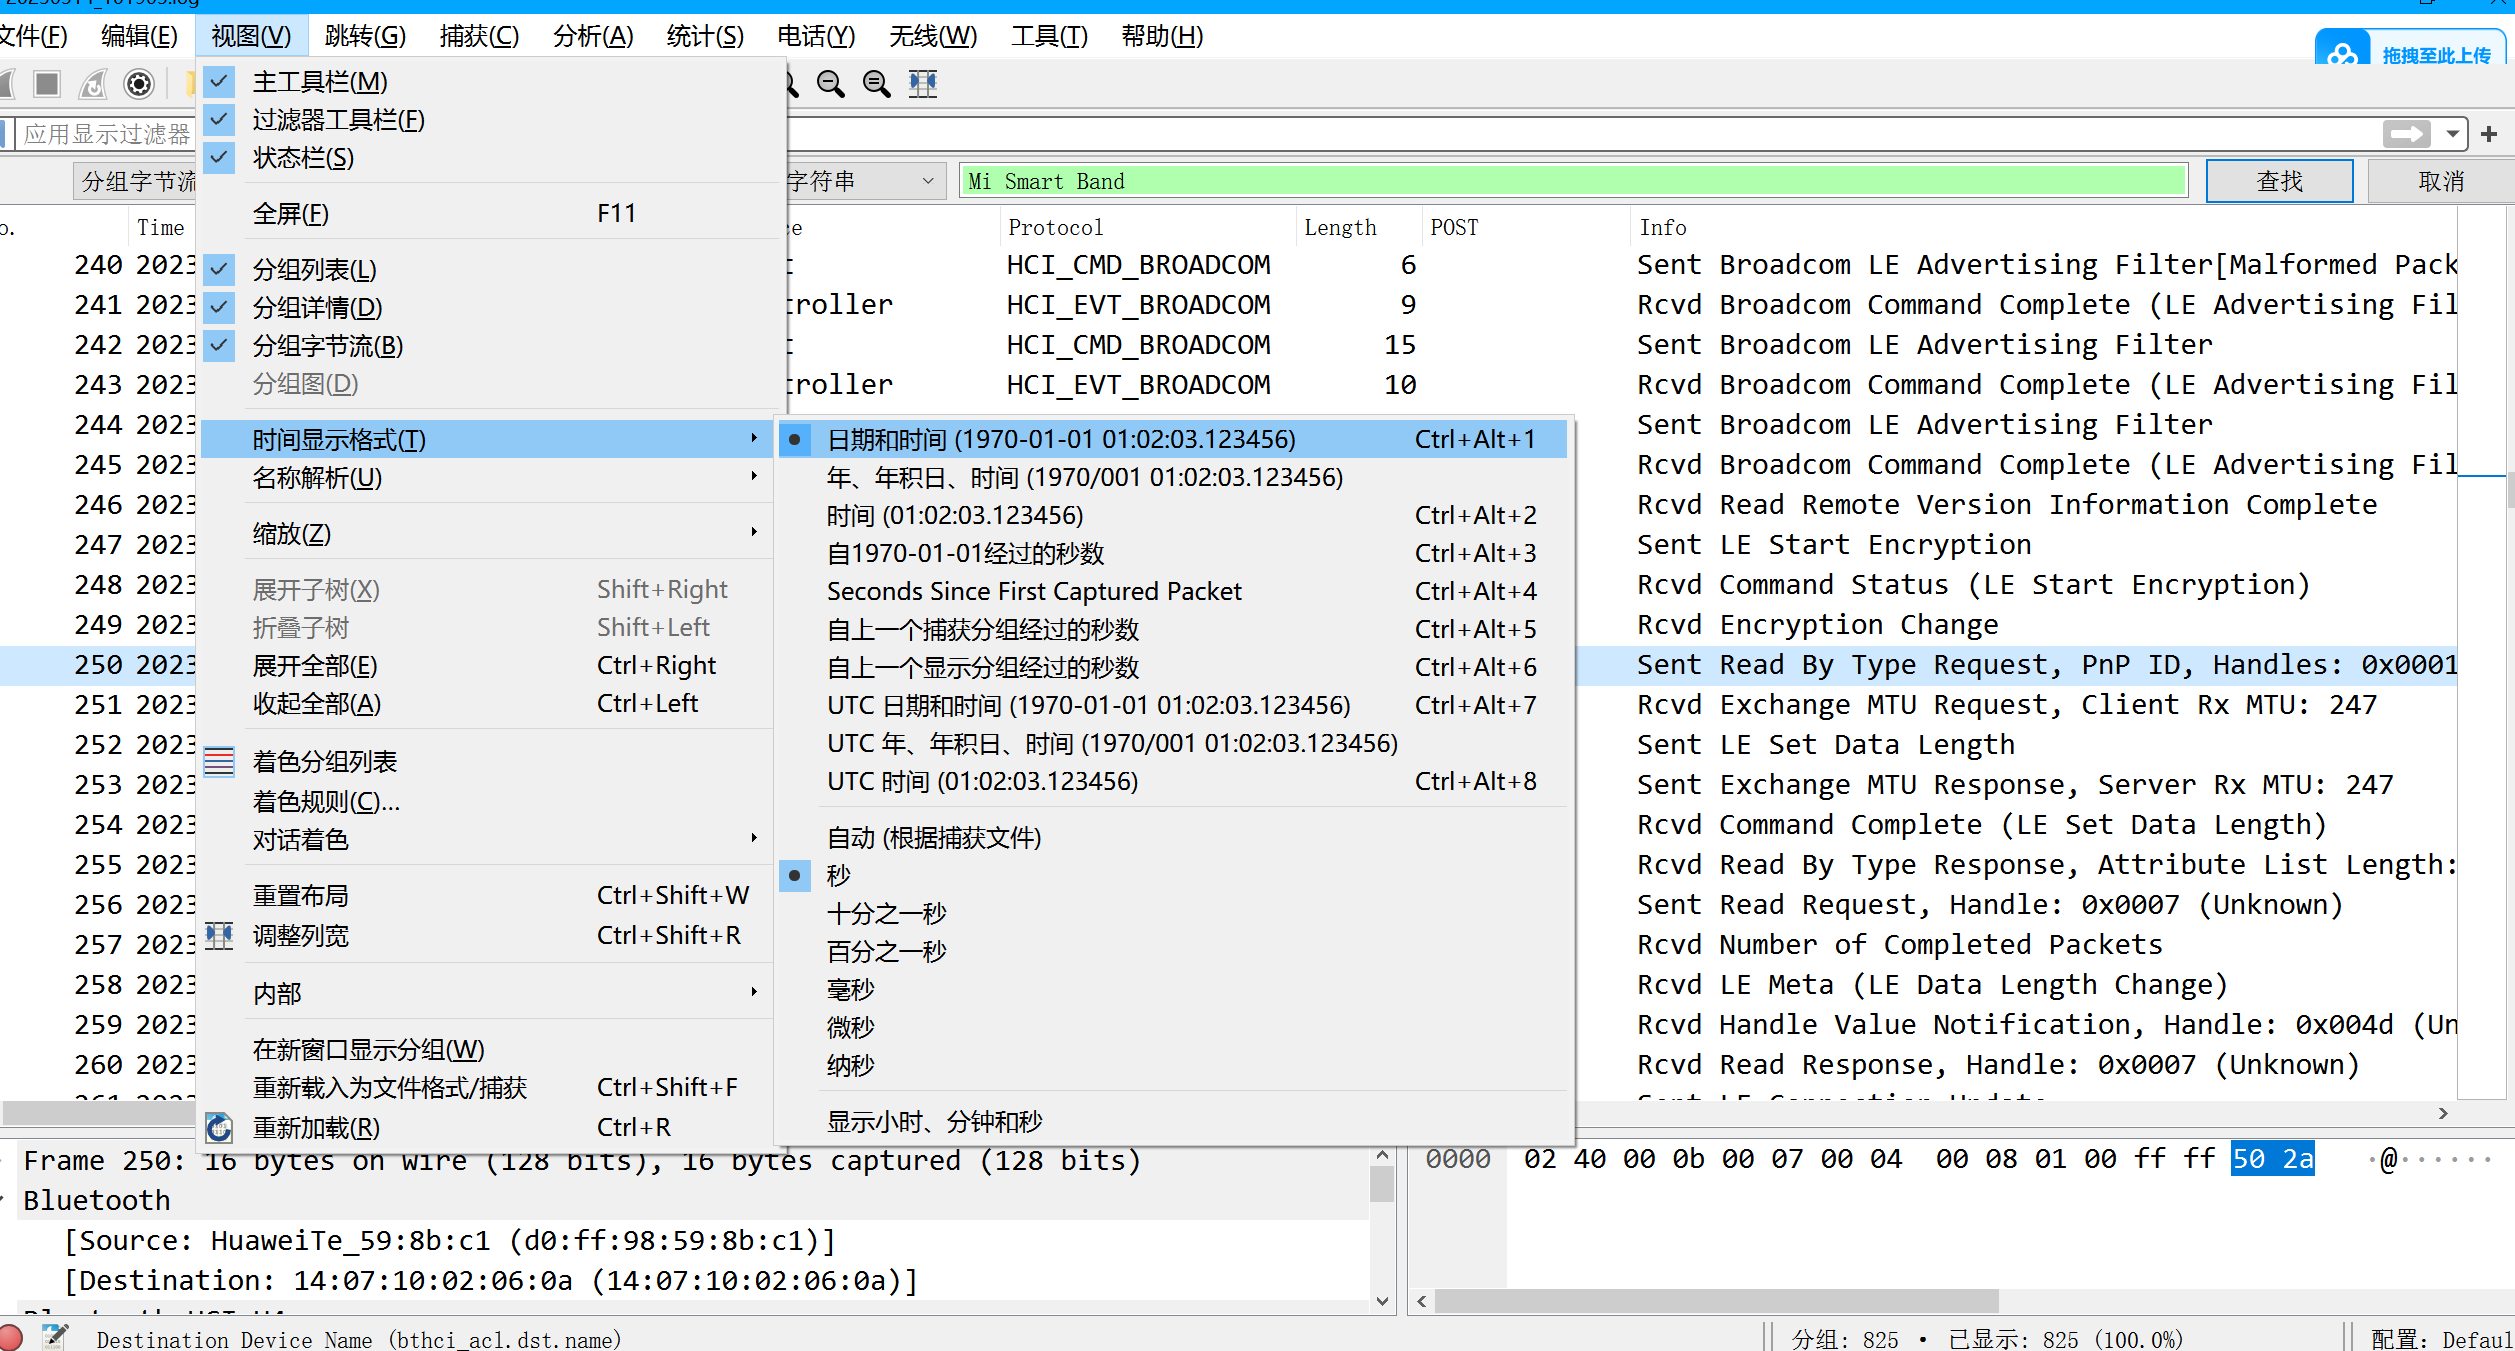 文件(F) 编辑(E) 视图(V) 跳转(G) 捕获(C) 分析(A) 统计(S) 电话(Y) 无线(W) 工具(T) 帮助(H)
拖拽至此上传
应用显示过滤器
分组字节流 字符串 Mi Smart Band 查找 取消
主工具栏(M)
过滤器工具栏(F)
状态栏(S)
全屏(F) F11
分组列表(L)
分组详情(D)
分组字节流(B)
分组图(D)
时间显示格式(T)
名称解析(U)
缩放(Z)
展开子树(X) Shift+Right
折叠子树 Shift+Left
展开全部(E) Ctrl+Right
收起全部(A) Ctrl+Left
着色分组列表
着色规则(C)...
对话着色
重置布局 Ctrl+Shift+W
调整列宽 Ctrl+Shift+R
内部
在新窗口显示分组(W)
重新载入为文件格式/捕获 Ctrl+Shift+F
重新加载(R) Ctrl+R
日期和时间 (1970-01-01 01:02:03.123456) Ctrl+Alt+1
年、年积日、时间 (1970/001 01:02:03.123456)
时间 (01:02:03.123456) Ctrl+Alt+2
自1970-01-01经过的秒数 Ctrl+Alt+3
Seconds Since First Captured Packet Ctrl+Alt+4
自上一个捕获分组经过的秒数 Ctrl+Alt+5
自上一个显示分组经过的秒数 Ctrl+Alt+6
UTC 日期和时间 (1970-01-01 01:02:03.123456) Ctrl+Alt+7
UTC 年、年积日、时间 (1970/001 01:02:03.123456)
UTC 时间 (01:02:03.123456) Ctrl+Alt+8
自动 (根据捕获文件)
秒
十分之一秒
百分之一秒
毫秒
微秒
纳秒
显示小时、分钟和秒
o. Time ce Protocol Length POST Info
240 2023 t HCI_CMD_BROADCOM 6 Sent Broadcom LE Advertising Filter[Malformed Pack
241 2023 troller HCI_EVT_BROADCOM 9 Rcvd Broadcom Command Complete (LE Advertising Fil
242 2023 t HCI_CMD_BROADCOM 15 Sent Broadcom LE Advertising Filter
243 2023 troller HCI_EVT_BROADCOM 10 Rcvd Broadcom Command Complete (LE Advertising Fil
244 2023 Sent Broadcom LE Advertising Filter
245 2023 Rcvd Broadcom Command Complete (LE Advertising Fil
246 2023 Rcvd Read Remote Version Information Complete
247 2023 Sent LE Start Encryption
248 2023 Rcvd Command Status (LE Start Encryption)
249 2023 Rcvd Encryption Change
250 2023 Sent Read By Type Request, PnP ID, Handles: 0x0001
251 2023 Rcvd Exchange MTU Request, Client Rx MTU: 247
252 2023 Sent LE Set Data Length
253 2023 Sent Exchange MTU Response, Server Rx MTU: 247
254 2023 Rcvd Command Complete (LE Set Data Length)
255 2023 Rcvd Read By Type Response, Attribute List Length:
256 2023 Sent Read Request, Handle: 0x0007 (Unknown)
257 2023 Rcvd Number of Completed Packets
258 2023 Rcvd LE Meta (LE Data Length Change)
259 2023 Rcvd Handle Value Notification, Handle: 0x004d (Un
260 2023 Rcvd Read Response, Handle: 0x0007 (Unknown)
Frame 250: 16 bytes on wire (128 bits), 16 bytes captured (128 bits)
Bluetooth
[Source: HuaweiTe_59:8b:c1 (d0:ff:98:59:8b:c1)]
[Destination: 14:07:10:02:06:0a (14:07:10:02:06:0a)]
0000 02 40 00 0b 00 07 00 04 00 08 01 00 ff ff 50 2a ·@······
Destination Device Name (bthci_acl.dst.name) 分组: 825 · 已显示: 825 (100.0%) 配置: Defaul